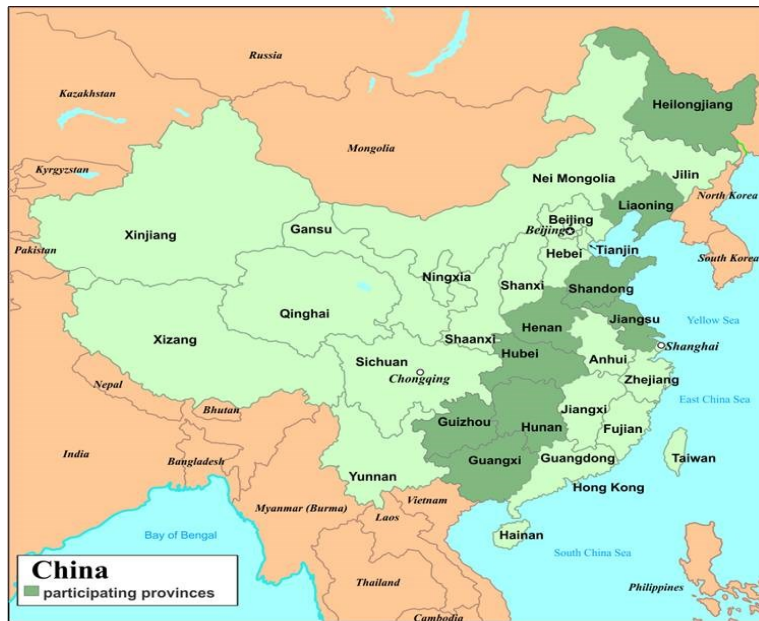 Russia
Kazakhstan
Heilongjiang
Mongolia
Jilin
Kyrgyzstan
Nei Mongolia
North Korea
Liaoning
Beijing
Beijing
Xinjiang
Gansu
Pakistan
Tianjin
Hebei
South Korea
Ningxia
Shanxi
Shandong
Qinghai
Jiangsu
Yellow Sea
Henan
Xizang
Shaanxi
Shanghai
Hubei
Sichuan
Anhui
Chongqing
Zhejiang
Nepal
East China Sea
Bhutan
Jiangxi
Guizhou
Hunan
Fujian
India
Guangxi
Guangdong
Taiwan
Bangladesh
Yunnan
Hong Kong
Vietnam
Myanmar (Burma)
Laos
Bay of Bengal
Hainan
South China Sea
China
participating provinces
Thailand
Philippines
Cambodia